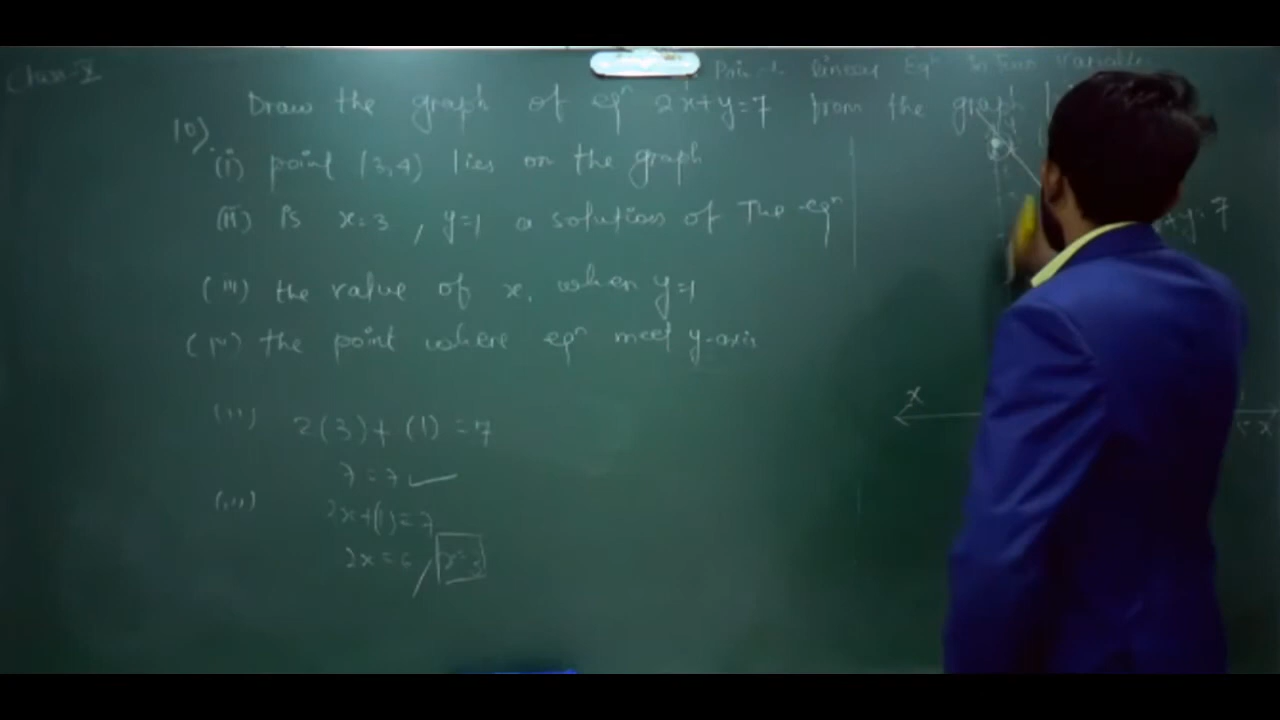 Class-X
Linear Eqn in two Variable
10). Draw the graph of eqn 2x+y=7 from the graph
(i) point (3,4) lies on the graph
(ii) Is x=3, y=1 a solution of The eqn
(iii) the value of x, when y=1
(iv) the point where eqn meet y-axis
(ii) 2(3)+(1)=7
7=7
(iii) 2x+(1)=7
2x=6, x=3
x
y=7